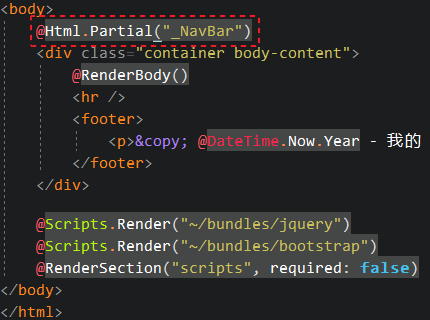 <body>
@Html.Partial("_NavBar")
<div class="container body-content">
@RenderBody()
<hr />
<footer>
<p>&copy; @DateTime.Now.Year - 我的
</footer>
</div>
@Scripts.Render("~/bundles/jquery")
@Scripts.Render("~/bundles/bootstrap")
@RenderSection("scripts", required: false)
</body>
</html>